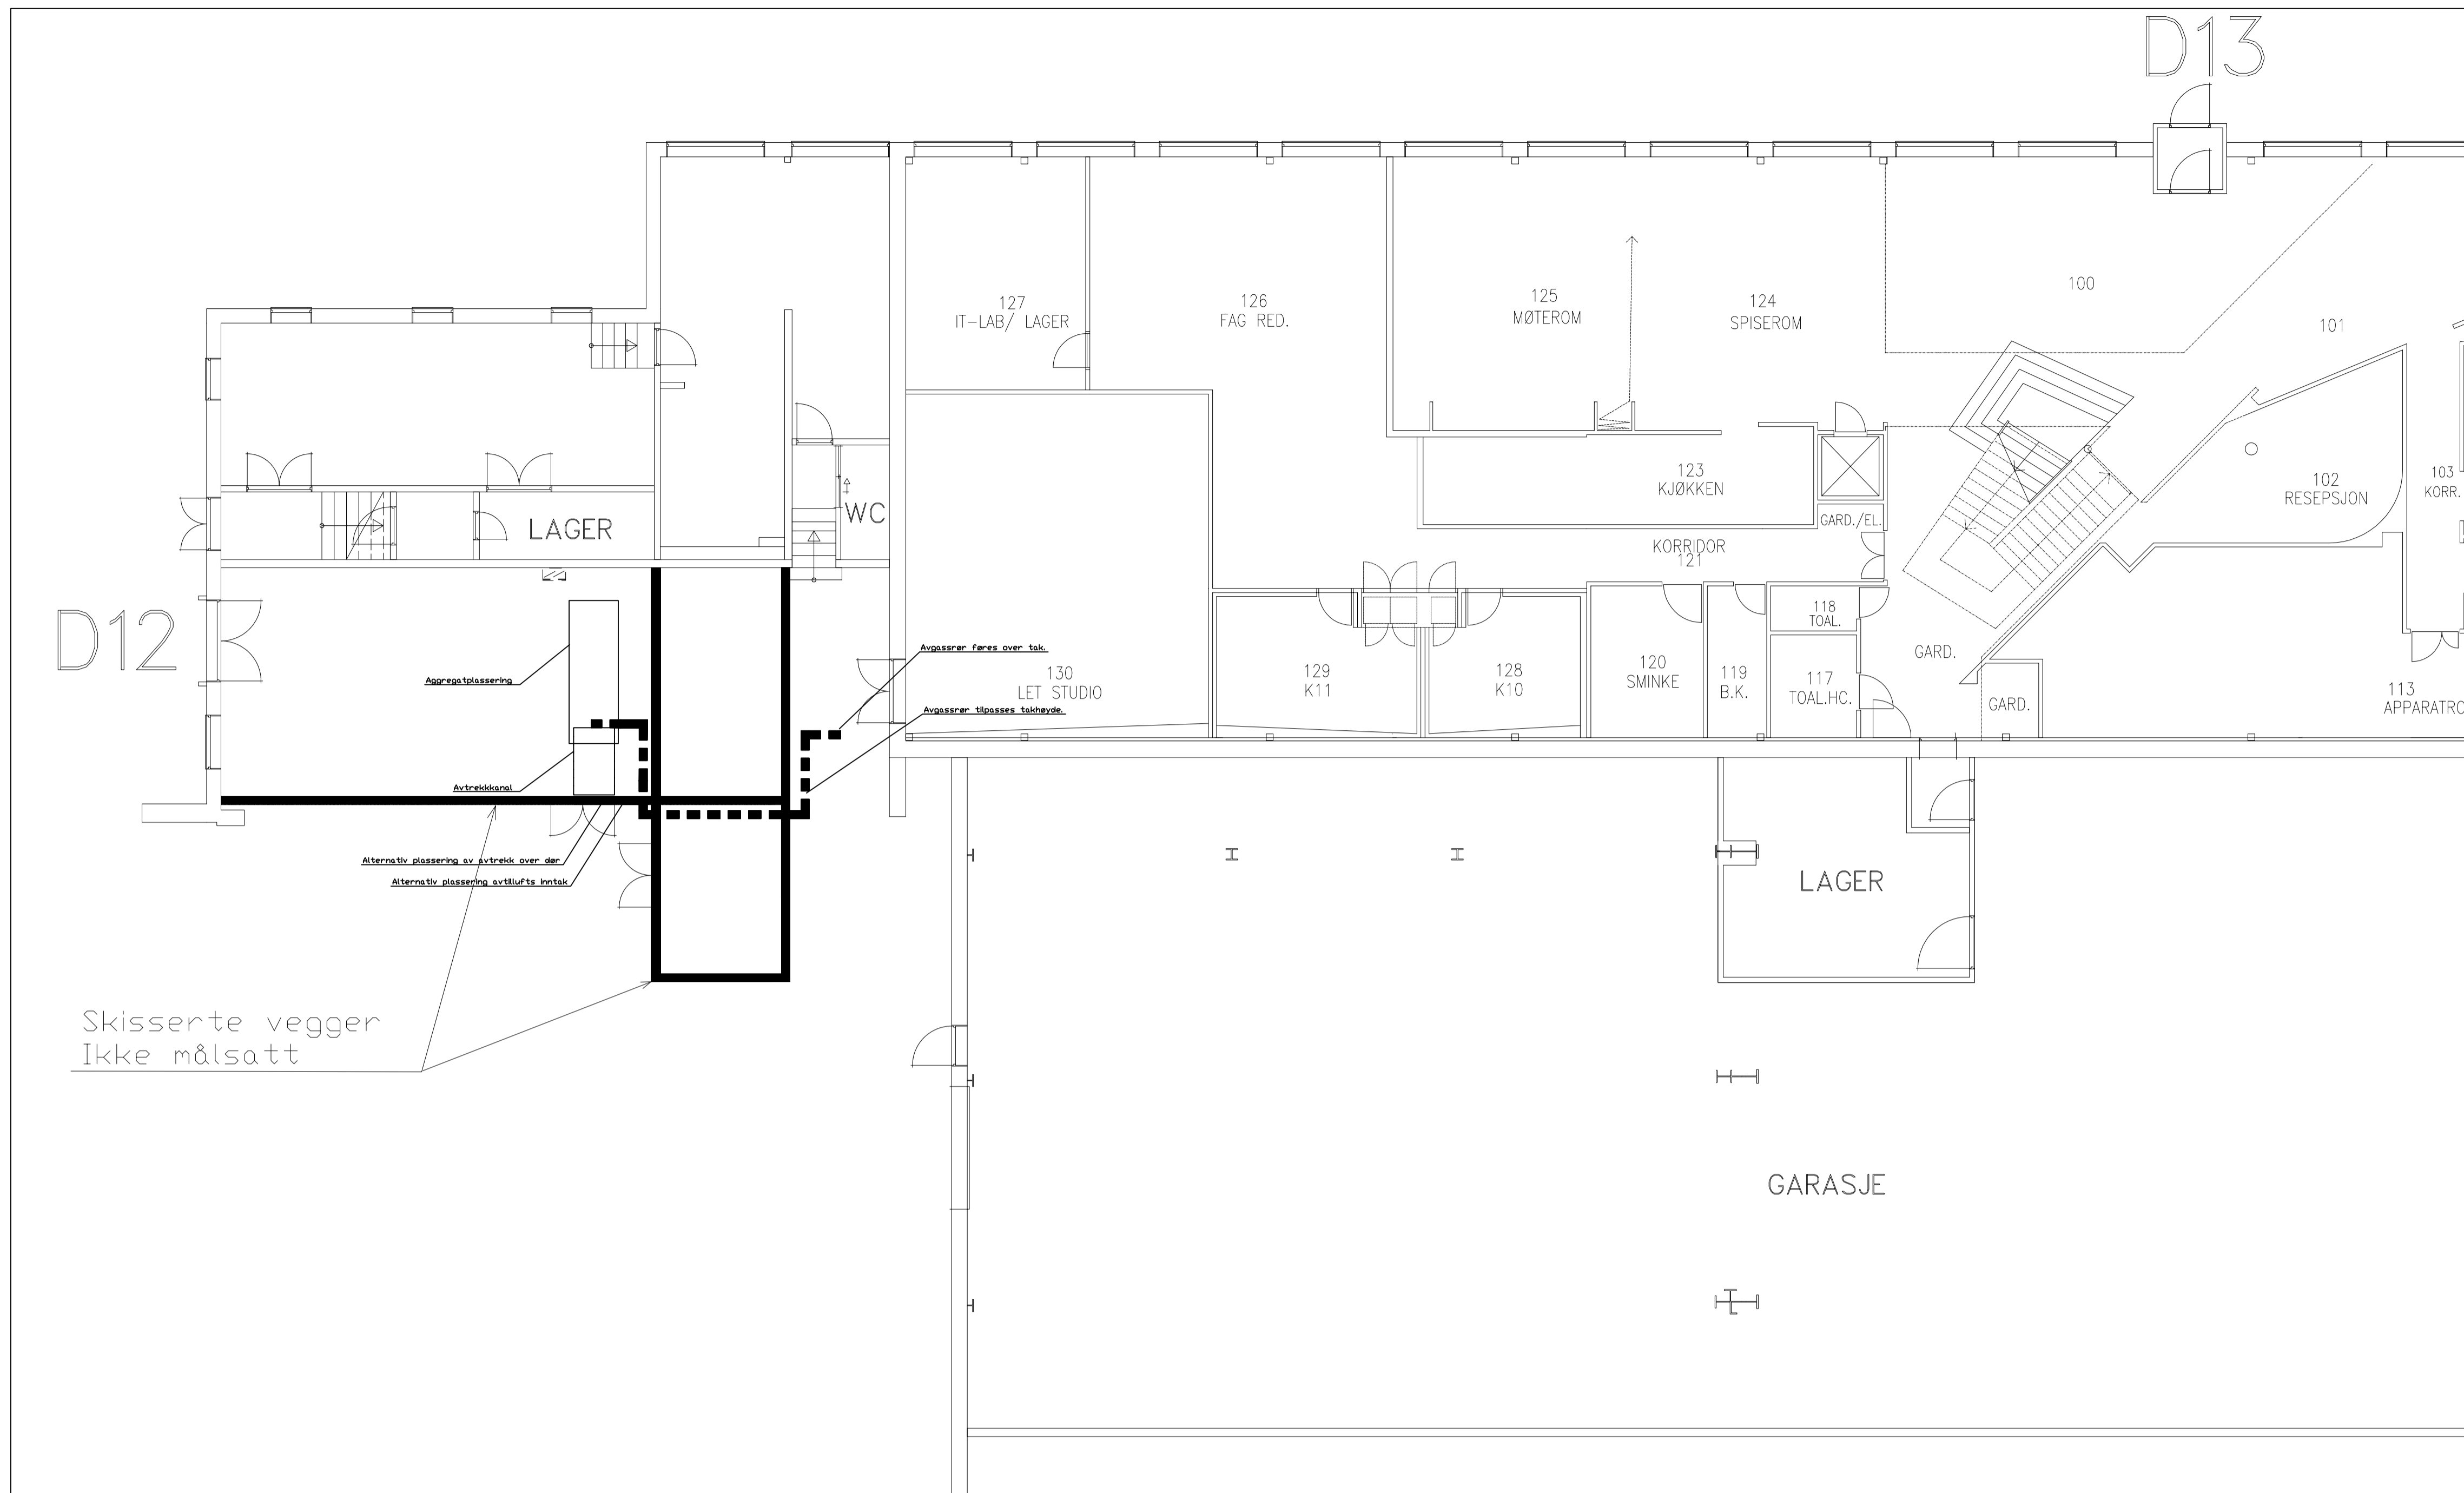 D13
127
IT-LAB/ LAGER
126
FAG RED.
125
MØTEROM
124
SPISEROM
100
101
123
KJØKKEN
102
RESEPSJON
103
KORR.
LAGER
WC
GARD./EL.
KORRIDOR
121
D12
118
TOAL.
Avgassrør føres over tak.
Aggregatplassering
130
LET STUDIO
129
K11
128
K10
120
SMINKE
119
B.K.
117
TOAL.HC.
GARD.
GARD.
113
APPARATRO
Avgassrør tilpasses takhøyde.
Avtrekkkanal
Alternativ plassering av avtrekk over dør
Alternativ plassering avtillufts inntak
LAGER
Skisserte vegger
Ikke målsatt
GARASJE